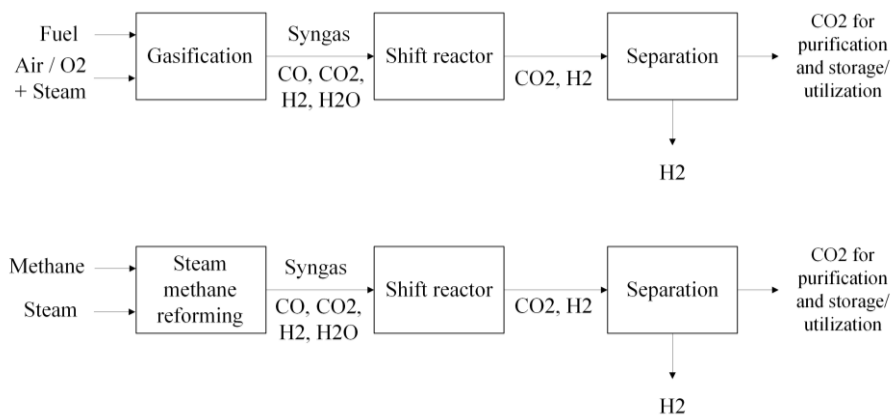 Fuel
Air / O2
+ Steam
Gasification
Syngas
CO, CO2,
H2, H2O
Shift reactor
CO2, H2
Separation
H2
CO2 for
purification
and storage/
utilization
Methane
Steam
Steam
methane
reforming
Syngas
CO, CO2,
H2, H2O
Shift reactor
CO2, H2
Separation
H2
CO2 for
purification
and storage/
utilization